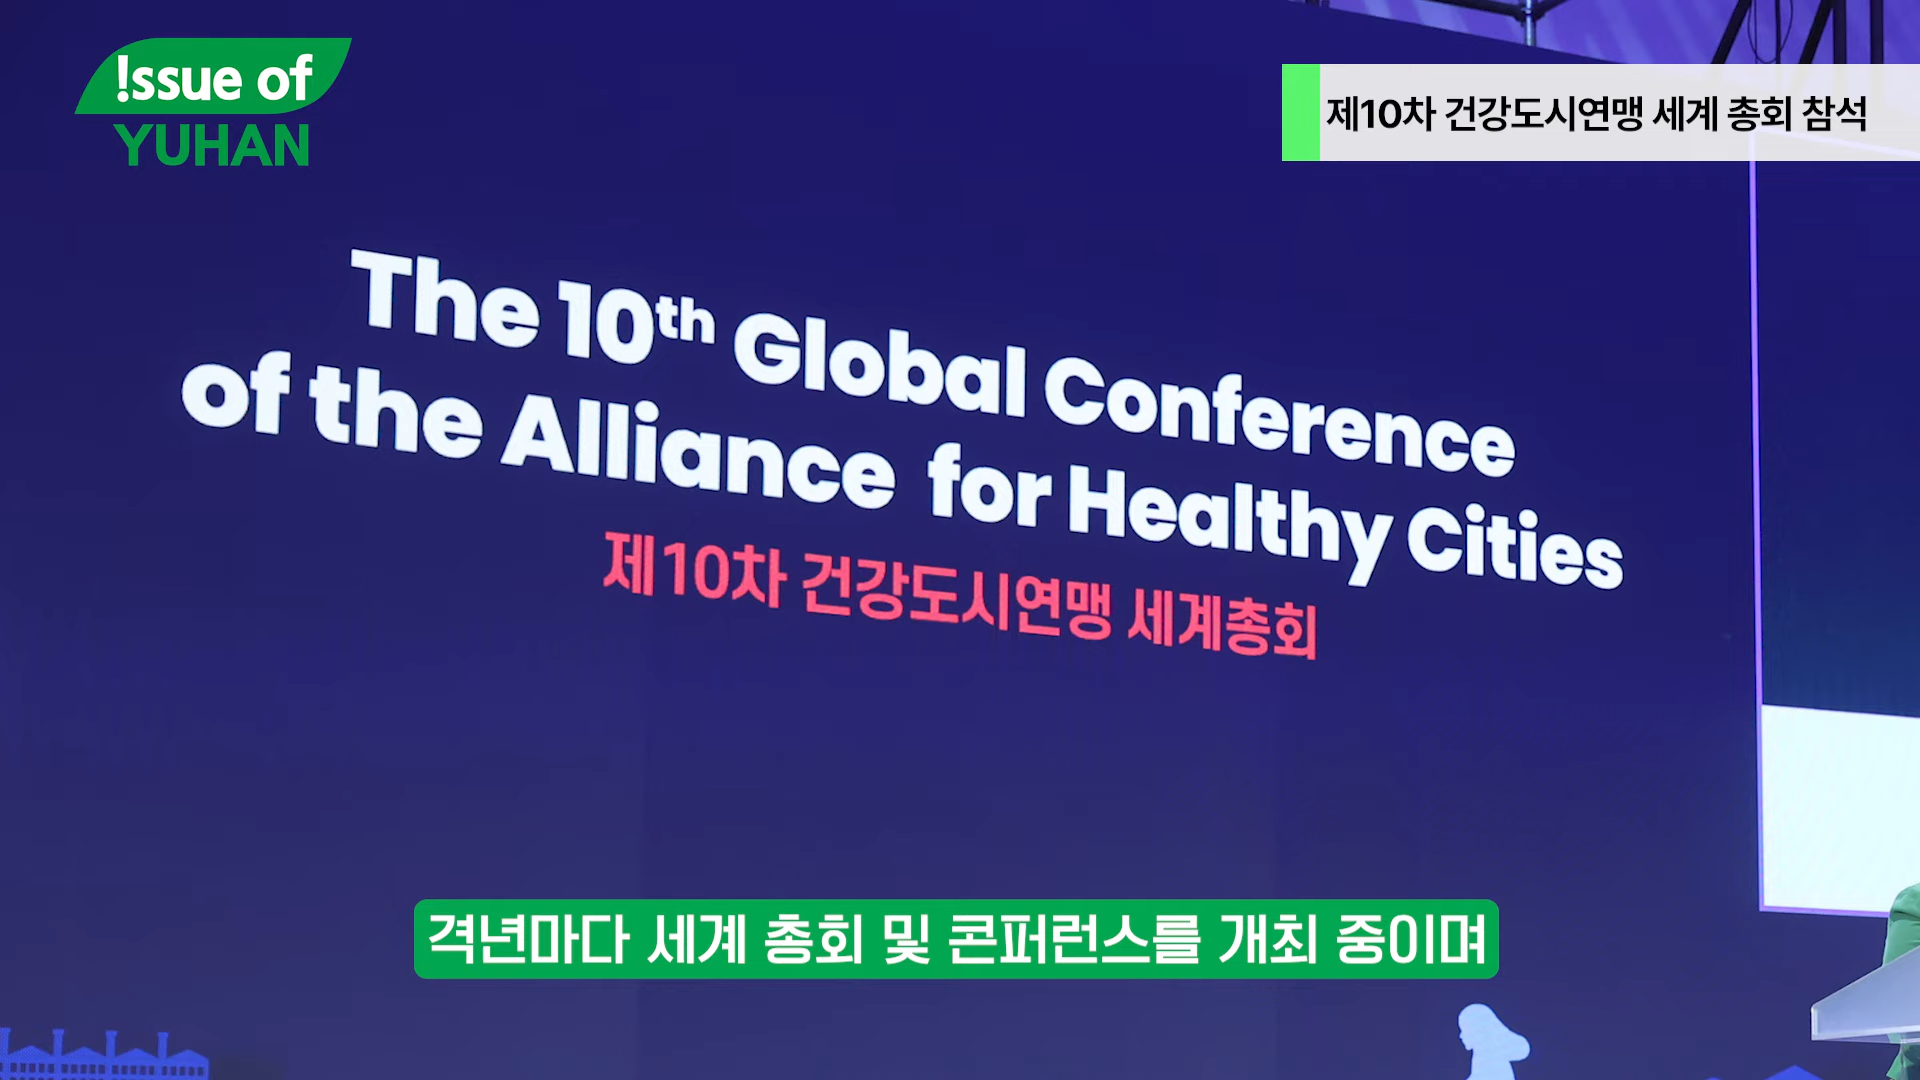 !ssue of
YUHAN
제10차 건강도시연맹 세계 총회 참석
The 10th Global Conference
of the Alliance for Healthy Cities
제10차 건강도시연맹 세계총회
격년마다 세계 총회 및 콘퍼런스를 개최 중이며